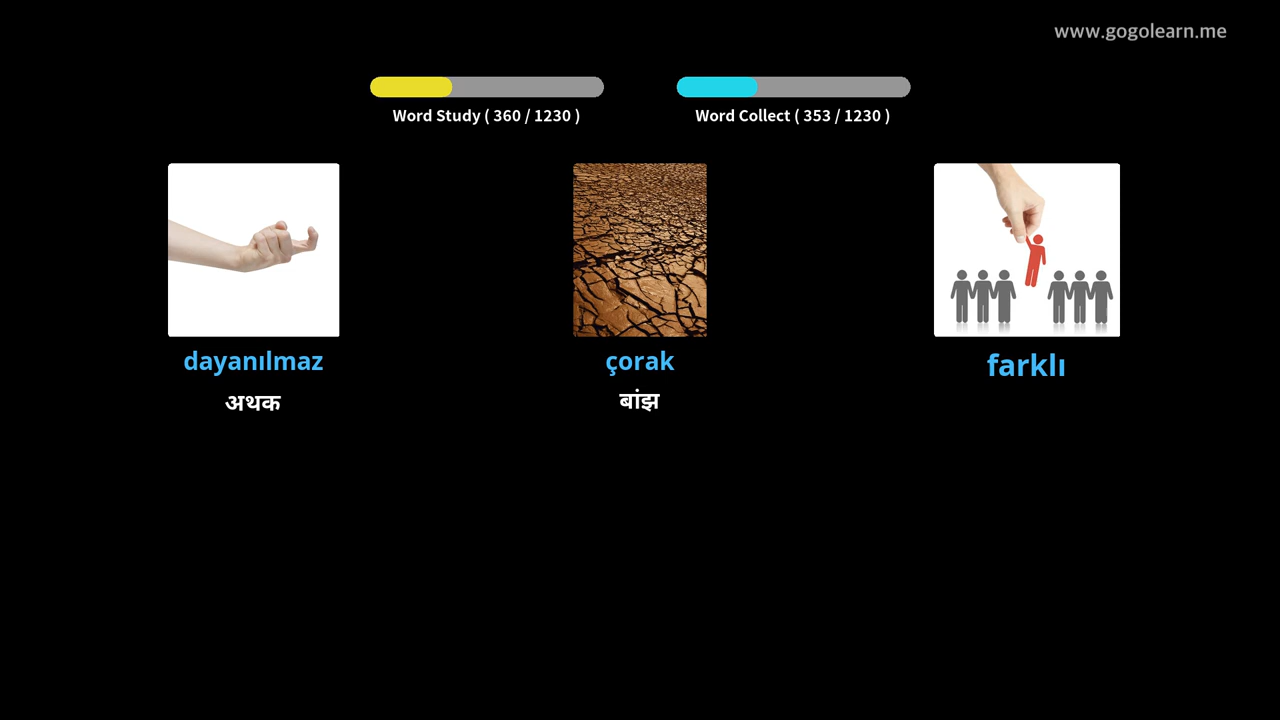 www.gogolearn.me
Word Study ( 360 / 1230 )
Word Collect ( 353 / 1230 )
dayanılmaz
çorak
farklı
अथक
बांझ